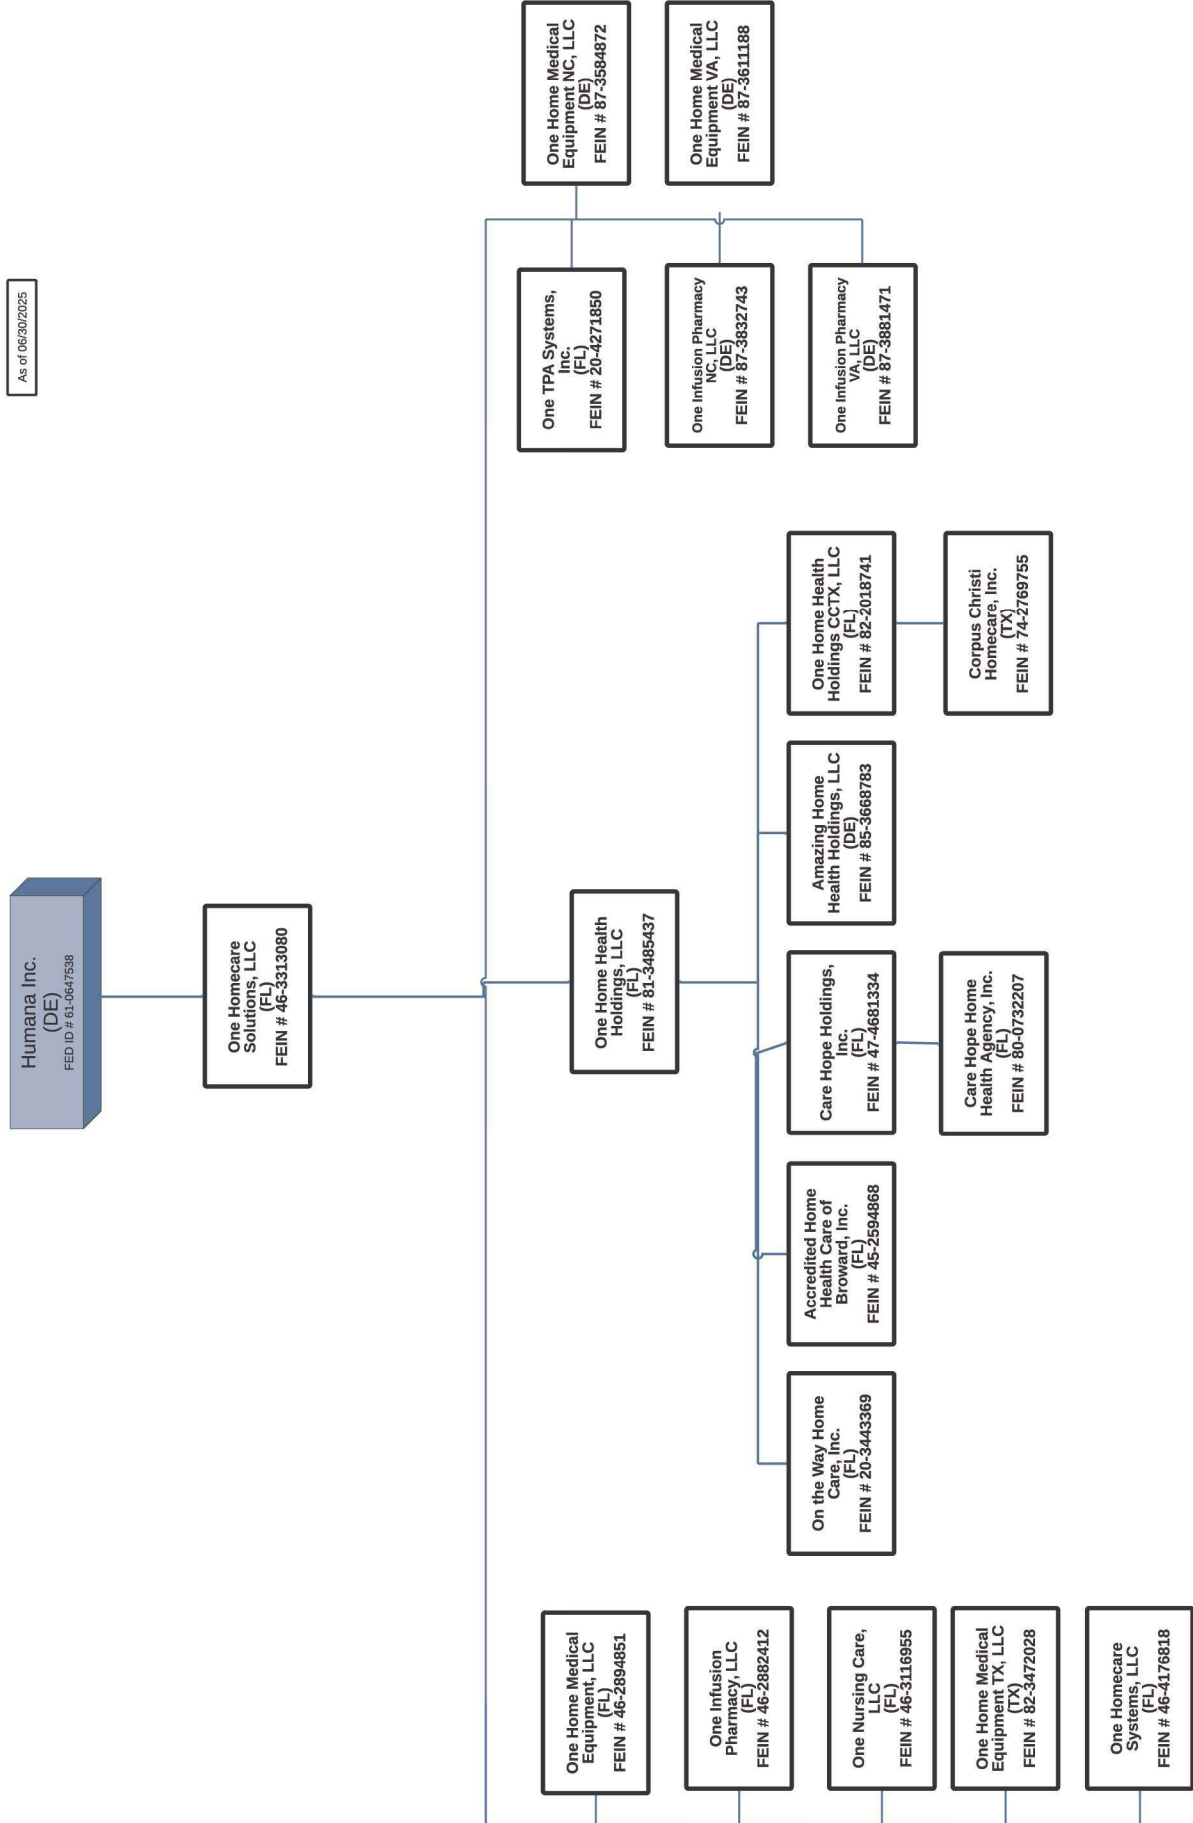 As of 06/30/2025
Humana Inc.
(DE)
FED ID # 61-0647538
One Homecare
Solutions, LLC
(FL)
FEIN # 46-3313080
One Home Medical
Equipment, LLC
(FL)
FEIN # 46-2894851
One Infusion
Pharmacy, LLC
(FL)
FEIN # 46-2882412
One Nursing Care,
LLC
(FL)
FEIN # 46-3116955
One Home Medical
Equipment TX, LLC
(TX)
FEIN # 82-3472028
One Homecare
Systems, LLC
(FL)
FEIN # 46-4176818
One Home Health
Holdings, LLC
(FL)
FEIN # 81-3485437
On the Way Home
Care, Inc.
(FL)
FEIN # 20-3443369
Accredited Home
Health Care of
Broward, Inc.
(FL)
FEIN # 45-2594868
Care Hope Holdings,
Inc.
(FL)
FEIN # 47-4681334
Amazing Home
Health Holdings, LLC
(DE)
FEIN # 85-3668783
One Home Health
Holdings CCTX, LLC
(FL)
FEIN # 82-2018741
Care Hope Home
Health Agency, Inc.
(FL)
FEIN # 80-0732207
Corpus Christi
Homecare, Inc.
(TX)
FEIN # 74-2769755
One TPA Systems,
Inc.
(FL)
FEIN # 20-4271850
One Infusion Pharmacy
NC, LLC
(DE)
FEIN # 87-3832743
One Infusion Pharmacy
VA, LLC
(DE)
FEIN # 87-3881471
One Home Medical
Equipment NC, LLC
(DE)
FEIN # 87-3584872
One Home Medical
Equipment VA, LLC
(DE)
FEIN # 87-3611188